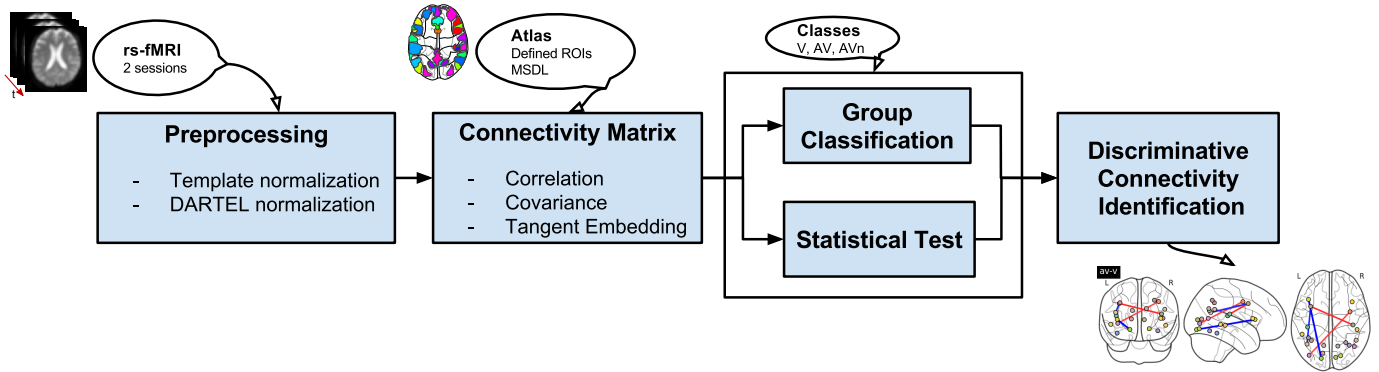 rs-fMRI
2 sessions
t
Preprocessing
- Template normalization
- DARTEL normalization
Atlas
Defined ROIs
MSDL
Connectivity Matrix
- Correlation
- Covariance
- Tangent Embedding
Classes
V, AV, AVn
Group
Classification
Statistical Test
Discriminative
Connectivity
Identification
av-v
L R
L R